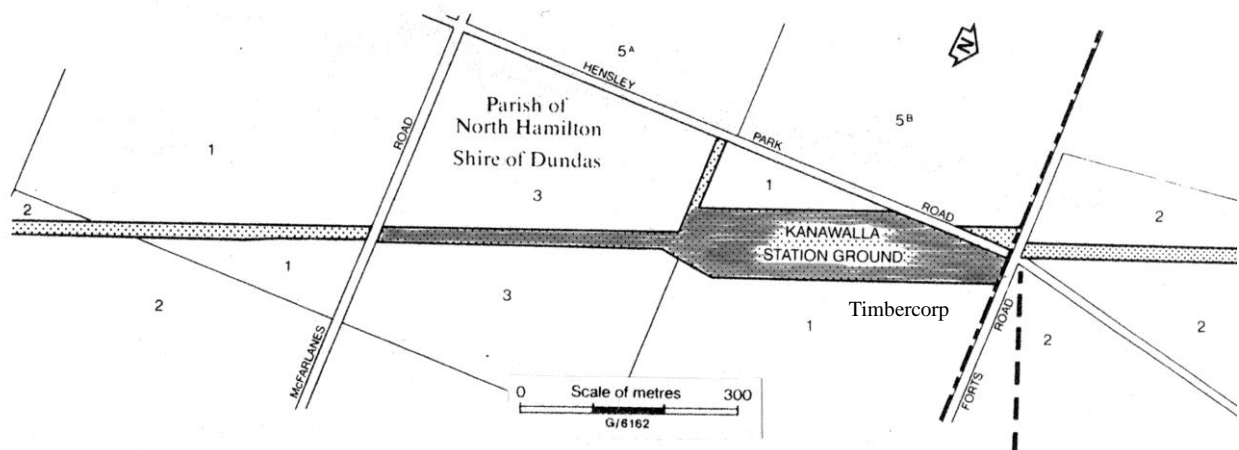 N
5A
HENSLEY
Parish of
North Hamilton
Shire of Dundas
5B
ROAD
PARK
1
1
3
2
2
ROAD
KANAWALLA
STATION GROUND
1
2
3
Timbercorp
1
2
2
ROAD
McFARLANES
FORTS
0 Scale of metres 300
G/6162